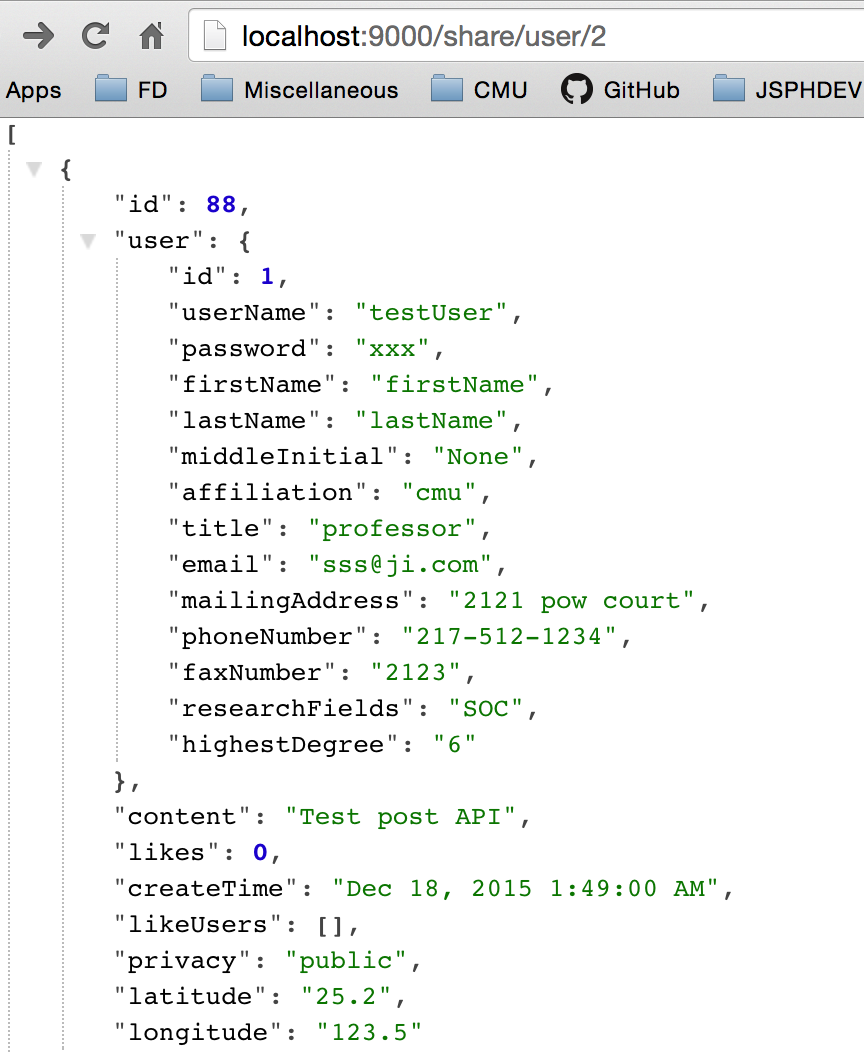 localhost:9000/share/user/2
Apps FD Miscellaneous CMU GitHub JSPHDEV
[
{
"id": 88,
"user": {
"id": 1,
"userName": "testUser",
"password": "xxx",
"firstName": "firstName",
"lastName": "lastName",
"middleInitial": "None",
"affiliation": "cmu",
"title": "professor",
"email": "sss@ji.com",
"mailingAddress": "2121 pow court",
"phoneNumber": "217-512-1234",
"faxNumber": "2123",
"researchFields": "SOC",
"highestDegree": "6"
},
"content": "Test post API",
"likes": 0,
"createTime": "Dec 18, 2015 1:49:00 AM",
"likeUsers": [],
"privacy": "public",
"latitude": "25.2",
"longitude": "123.5"